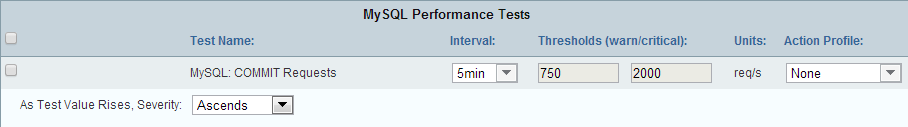 MySQL Performance Tests
Test Name: Interval: Thresholds (warn/critical): Units: Action Profile:
MySQL: COMMIT Requests 5min 750 2000 req/s None
As Test Value Rises, Severity: Ascends